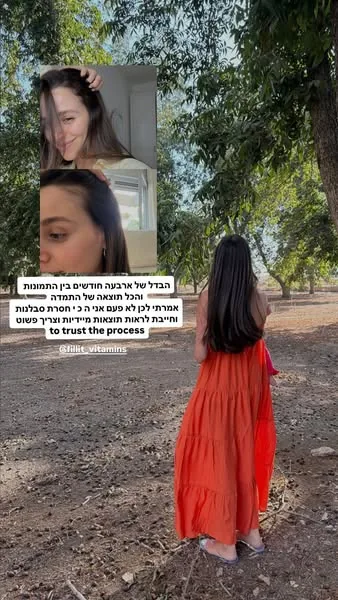 הבדל של ארבעה חודשים בין התמונות
והכל תוצאה של התמדה
אמרתי לכן לא פעם אני ה כ י חסרת סבלנות
וחייבת לראות תוצאות מיידיות וצריך פשוט
to trust the process
@fillit_vitamins